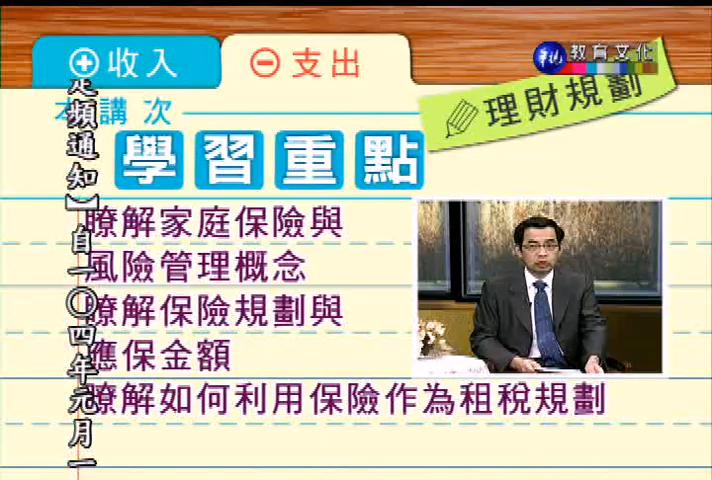 收入
支出
華視 教育文化
理財規劃
本講次
學習重點
瞭解家庭保險與
風險管理概念
瞭解保險規劃與
應保金額
瞭解如何利用保險作為租稅規劃
定頻通知】自一〇四年元月一